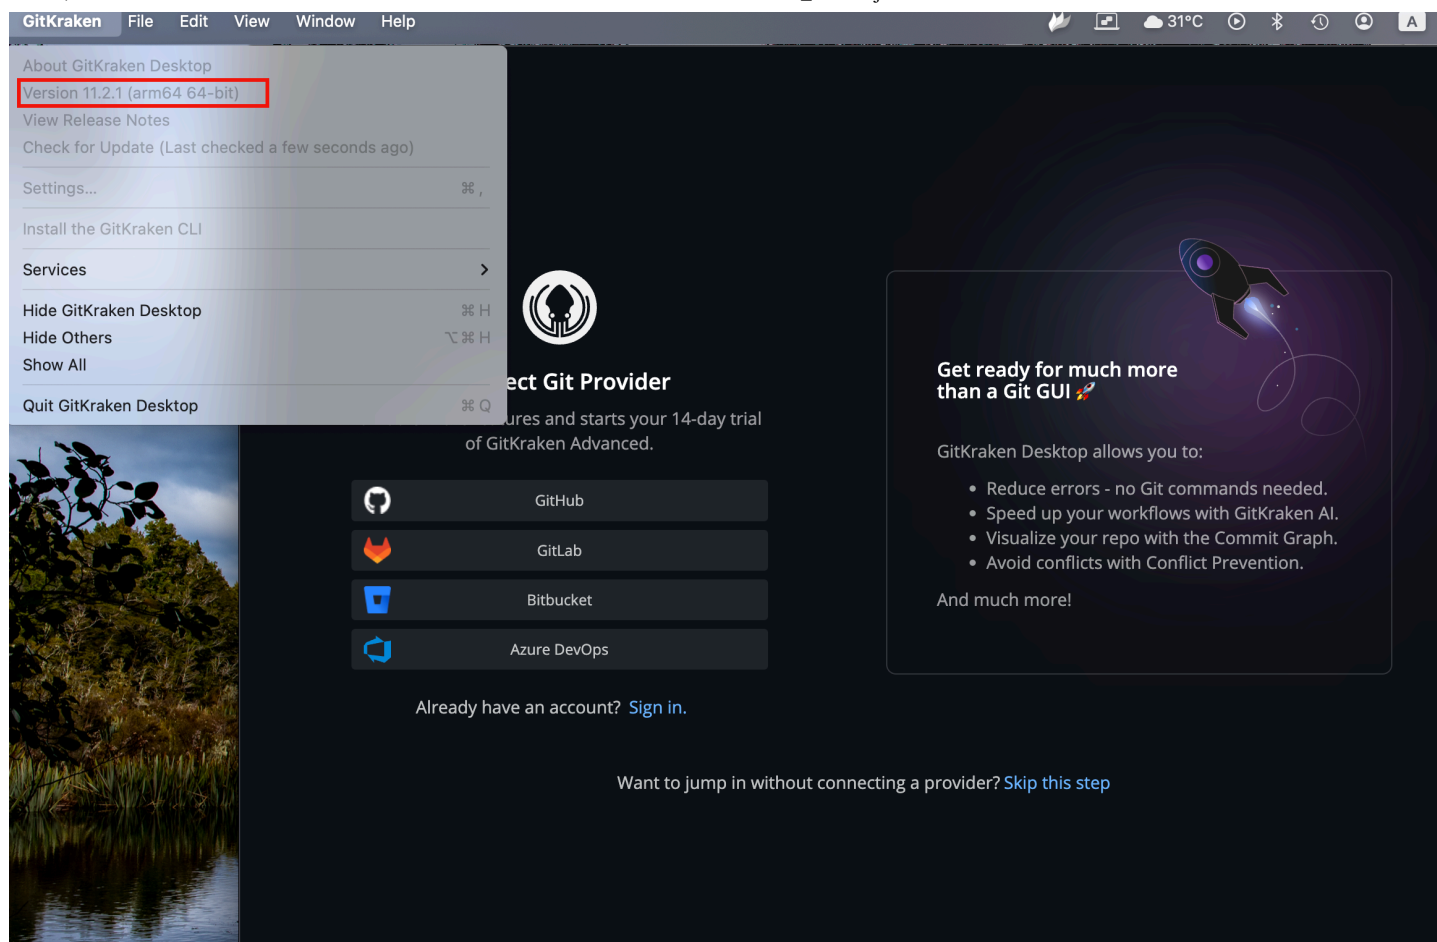 GitKraken File Edit View Window Help 31°C A
About GitKraken Desktop
Version 11.2.1 (arm64 64-bit)
View Release Notes
Check for Update (Last checked a few seconds ago)
Settings... ⌘ ,
Install the GitKraken CLI
Services
Hide GitKraken Desktop ⌘ H
Hide Others ⌥ ⌘ H
Show All
Quit GitKraken Desktop ⌘ Q
Git Provider
and starts your 14-day trial
of GitKraken Advanced.
GitHub
GitLab
Bitbucket
Azure DevOps
Already have an account? Sign in.
Get ready for much more
than a Git GUI 🚀
GitKraken Desktop allows you to:
• Reduce errors - no Git commands needed.
• Speed up your workflows with GitKraken AI.
• Visualize your repo with the Commit Graph.
• Avoid conflicts with Conflict Prevention.
And much more!
Want to jump in without connecting a provider? Skip this step